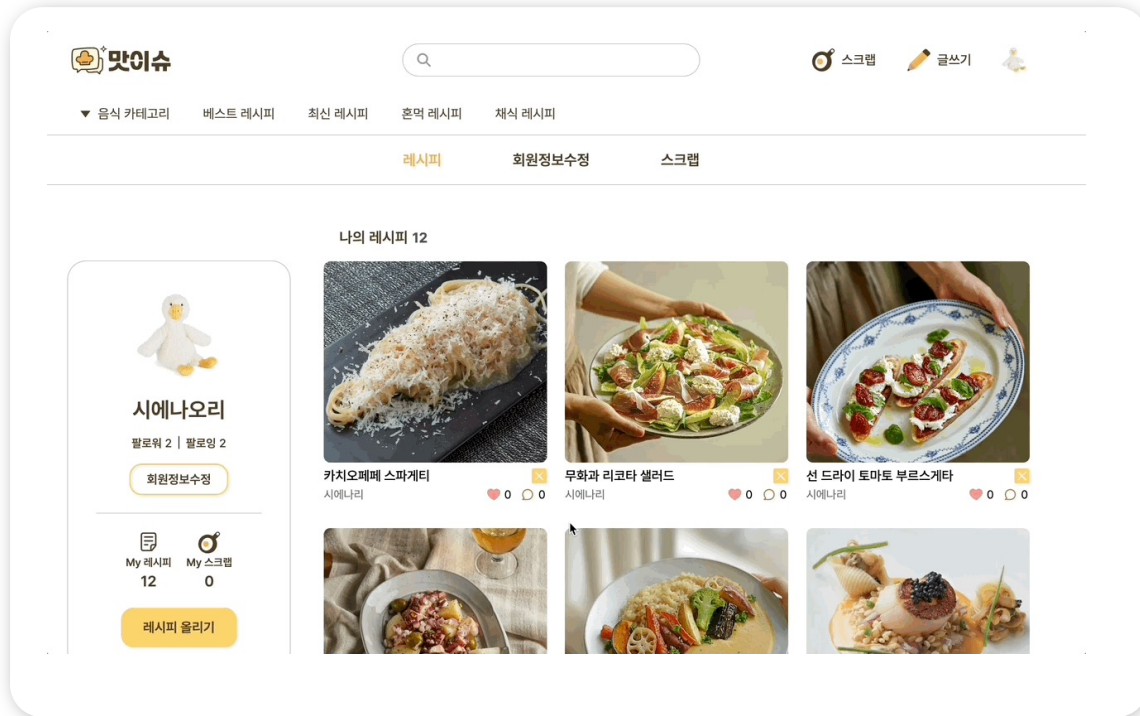 맛이슈
스크랩 글쓰기
▼ 음식 카테고리 베스트 레시피 최신 레시피 혼먹 레시피 채식 레시피
레시피 회원정보수정 스크랩
나의 레시피 12
시에나오리
팔로워 2 | 팔로잉 2
회원정보수정
My 레시피 My 스크랩
12 0
레시피 올리기
카치오페페 스파게티
시에나리 0 0
무화과 리코타 샐러드
시에나리 0 0
선 드라이 토마토 부르스게타
시에나리 0 0